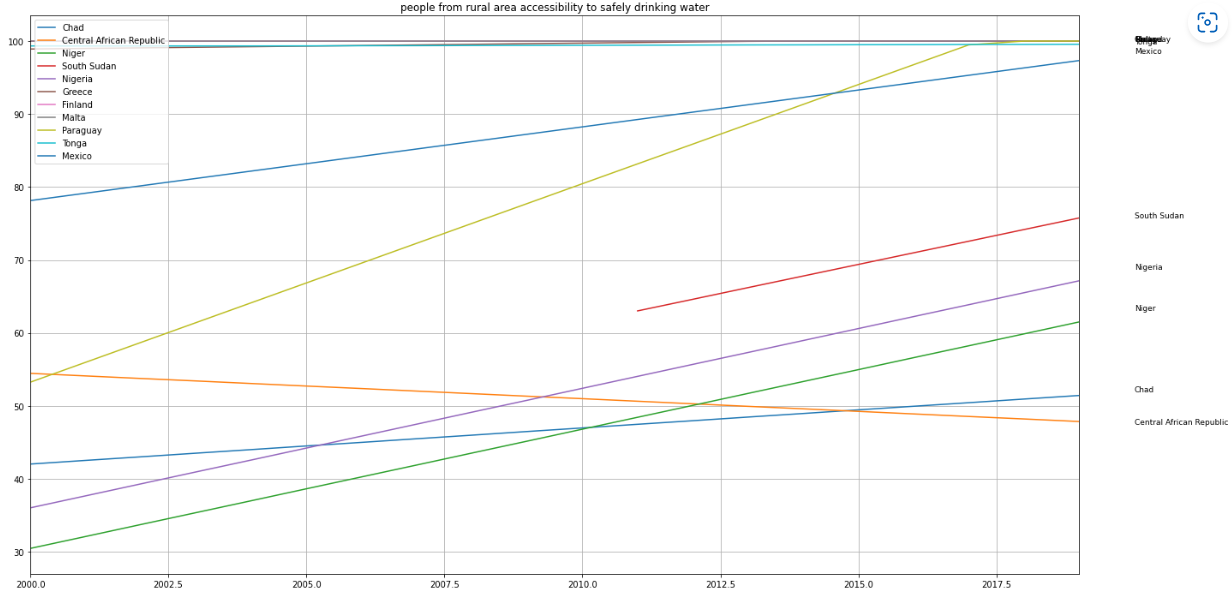 people from rural area accessibility to safely drinking water
Chad
Central African Republic
Niger
South Sudan
Nigeria
Greece
Finland
Malta
Paraguay
Tonga
Mexico
100
90
80
70
60
50
40
30
2000.0
2002.5
2005.0
2007.5
2010.0
2012.5
2015.0
2017.5
Tonga
Mexico
South Sudan
Nigeria
Niger
Chad
Central African Republic